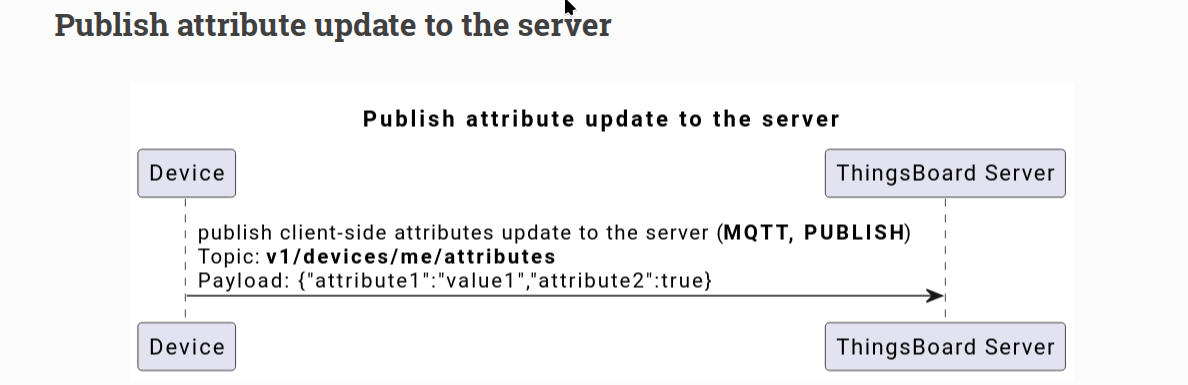 Publish attribute update to the server
Publish attribute update to the server
Device
ThingsBoard Server
publish client-side attributes update to the server (MQTT, PUBLISH)
Topic: v1/devices/me/attributes
Payload: {"attribute1":"value1","attribute2":true}
Device
ThingsBoard Server